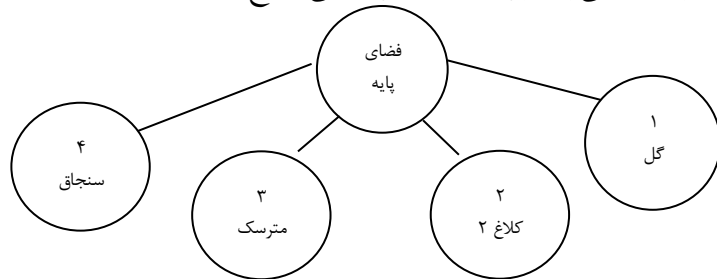 فضای
پایه
۱
گل
۲
کلاغ ۲
۳
مترسک
۴
سنجاق